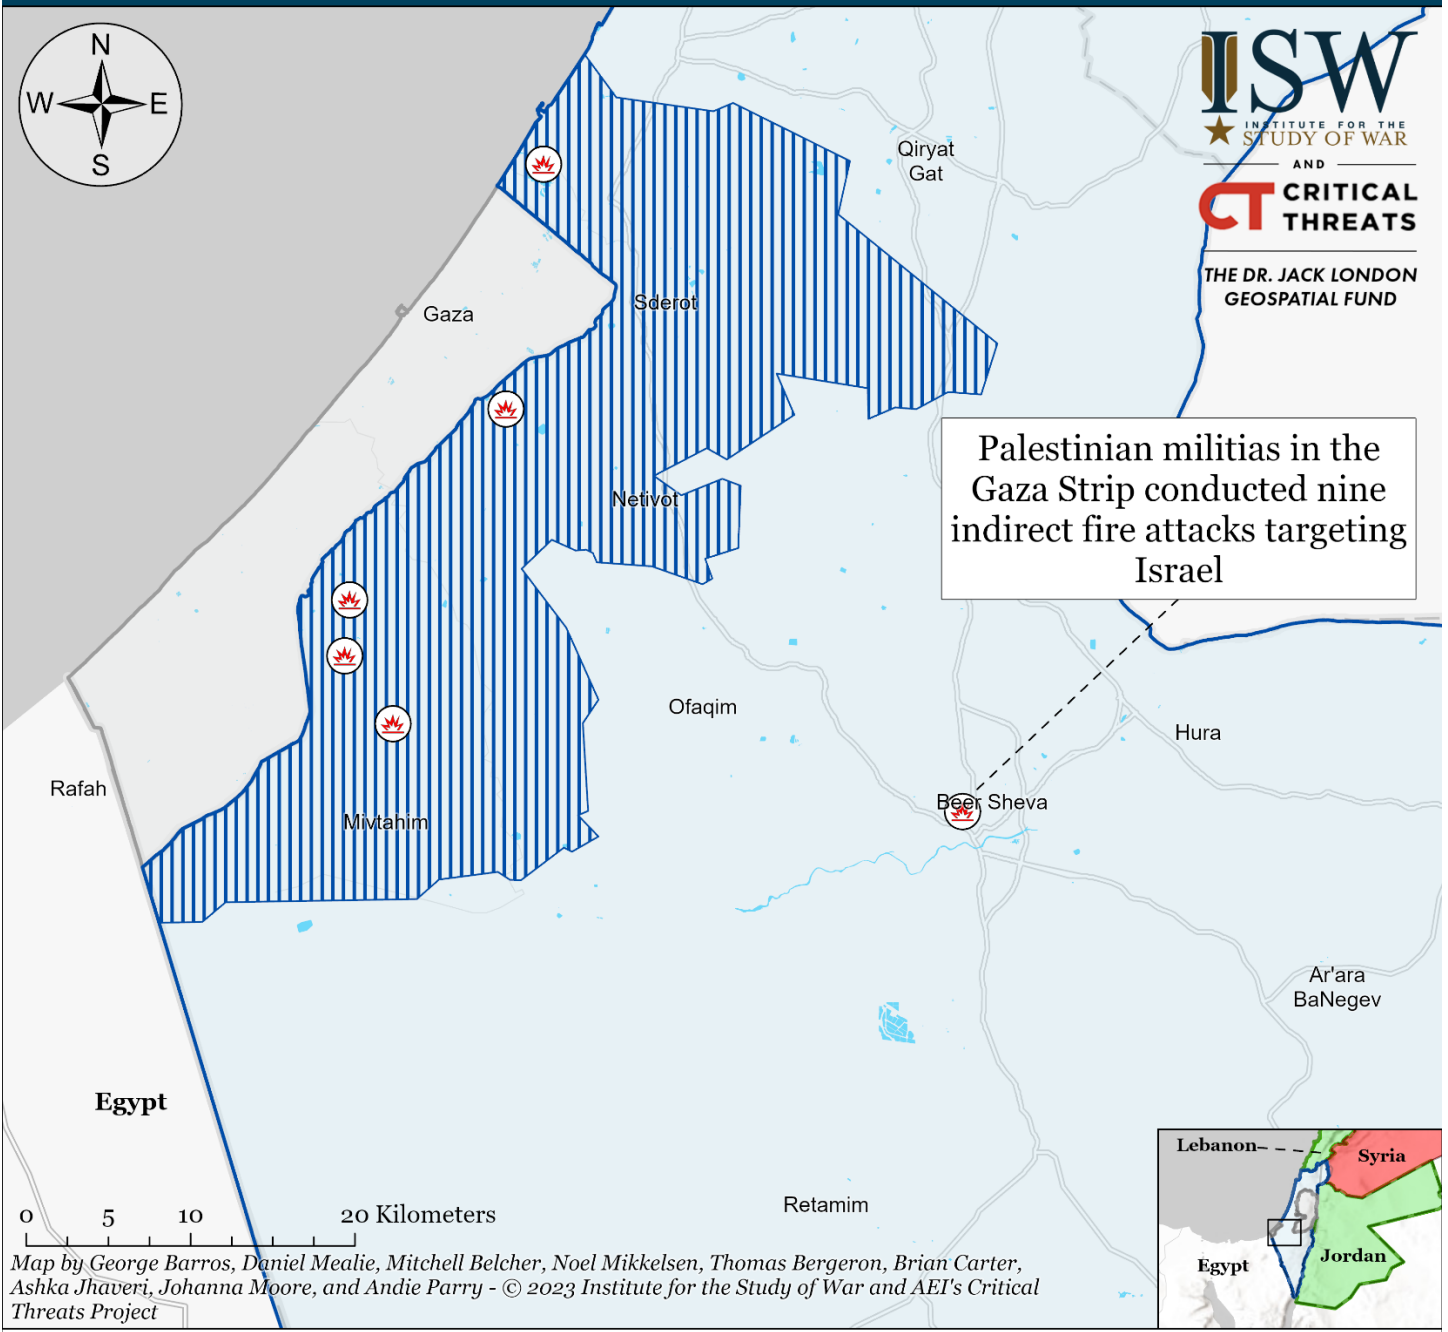 N
W
E
S
ISW
INSTITUTE FOR THE
STUDY OF WAR
AND
CT CRITICAL
THREATS
THE DR. JACK LONDON
GEOSPATIAL FUND
Qiryat
Gat
Sderot
Gaza
Palestinian militias in the
Gaza Strip conducted nine
indirect fire attacks targeting
Israel
Netivot
Ofaqim
Hura
Rafah
Beer Sheva
Mivtahim
Ar'ara
BaNegev
Egypt
Retamim
Lebanon
Syria
Egypt
Jordan
0 5 10 20 Kilometers
Map by George Barros, Daniel Mealie, Mitchell Belcher, Noel Mikkelsen, Thomas Bergeron, Brian Carter,
Ashka Jhaveri, Johanna Moore, and Andie Parry - © 2023 Institute for the Study of War and AEI's Critical
Threats Project